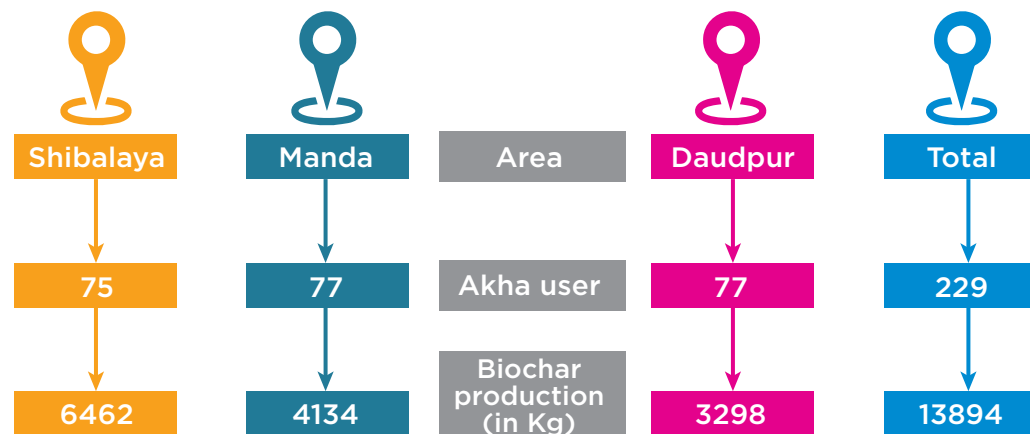 Shibalaya
Manda
Area
Daudpur
Total
75
77
Akha user
77
229
6462
4134
Biochar
production
(in Kg)
3298
13894